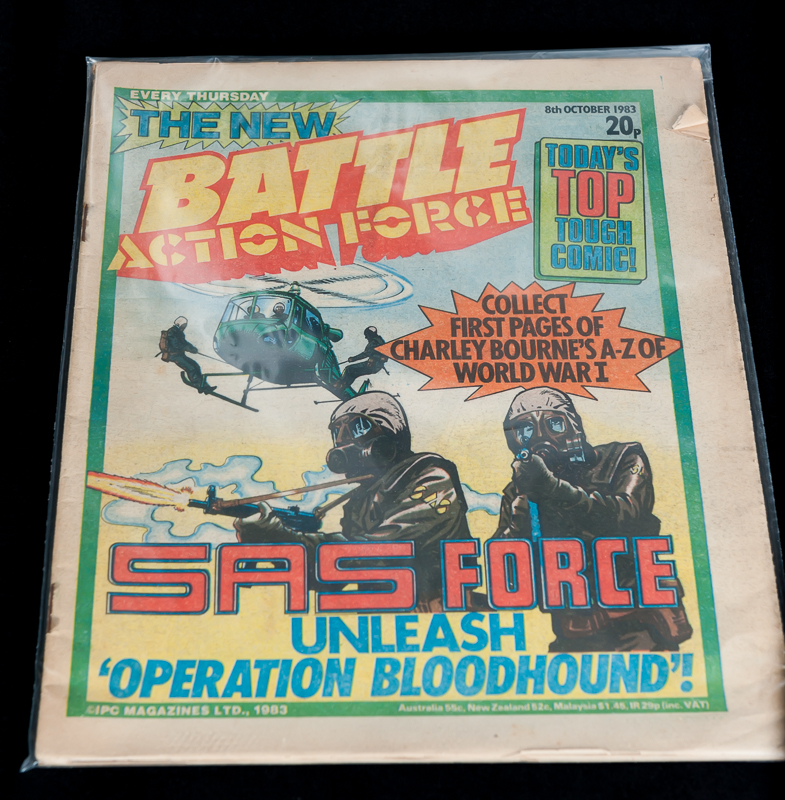 EVERY THURSDAY
8th OCTOBER 1983
20p
THE NEW
BATTLE
ACTION FORCE
TODAY'S
TOP
TOUGH
COMIC!
COLLECT
FIRST PAGES OF
CHARLEY BOURNE'S A-Z OF
WORLD WAR I
SAS FORCE
UNLEASH
'OPERATION BLOODHOUND'!
©IPC MAGAZINES LTD., 1983
Australia 55c, New Zealand 52c, Malaysia $1.45, IR 29p (inc. VAT)